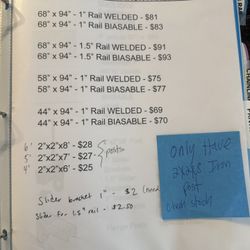 68" x 94" - 1" Rail WELDED - $81
68" x 94" - 1" Rail BIASABLE - $83
68" x 94" - 1.5" Rail WELDED - $91
68" x 94" - 1.5" Rail BIASABLE - $93
58" x 94" - 1" Rail WELDED - $75
58" x 94" - 1" Rail BIASABLE - $77
44" x 94" - 1" Rail WELDED - $69
44" x 94" - 1" Rail BIASABLE - $70
6' 2"x2"x8' - $28
5' 2"x2"x7' - $27 posts
4' 2"x2"x6' - $25
Slider bracket 1" - $2
Slider for 1.5" rail - $2.50
only Have
2x2x8 Iron
post
Clean stock